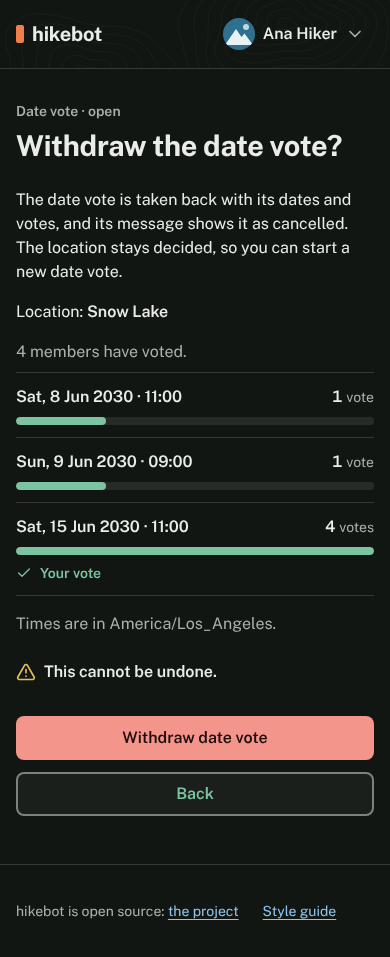 hikebot
Ana Hiker
Date vote · open
Withdraw the date vote?
The date vote is taken back with its dates and
votes, and its message shows it as cancelled.
The location stays decided, so you can start a
new date vote.
Location: Snow Lake
4 members have voted.
Sat, 8 Jun 2030 · 11:00 1 vote
Sun, 9 Jun 2030 · 09:00 1 vote
Sat, 15 Jun 2030 · 11:00 4 votes
Your vote
Times are in America/Los_Angeles.
This cannot be undone.
Withdraw date vote
Back
hikebot is open source: the project Style guide